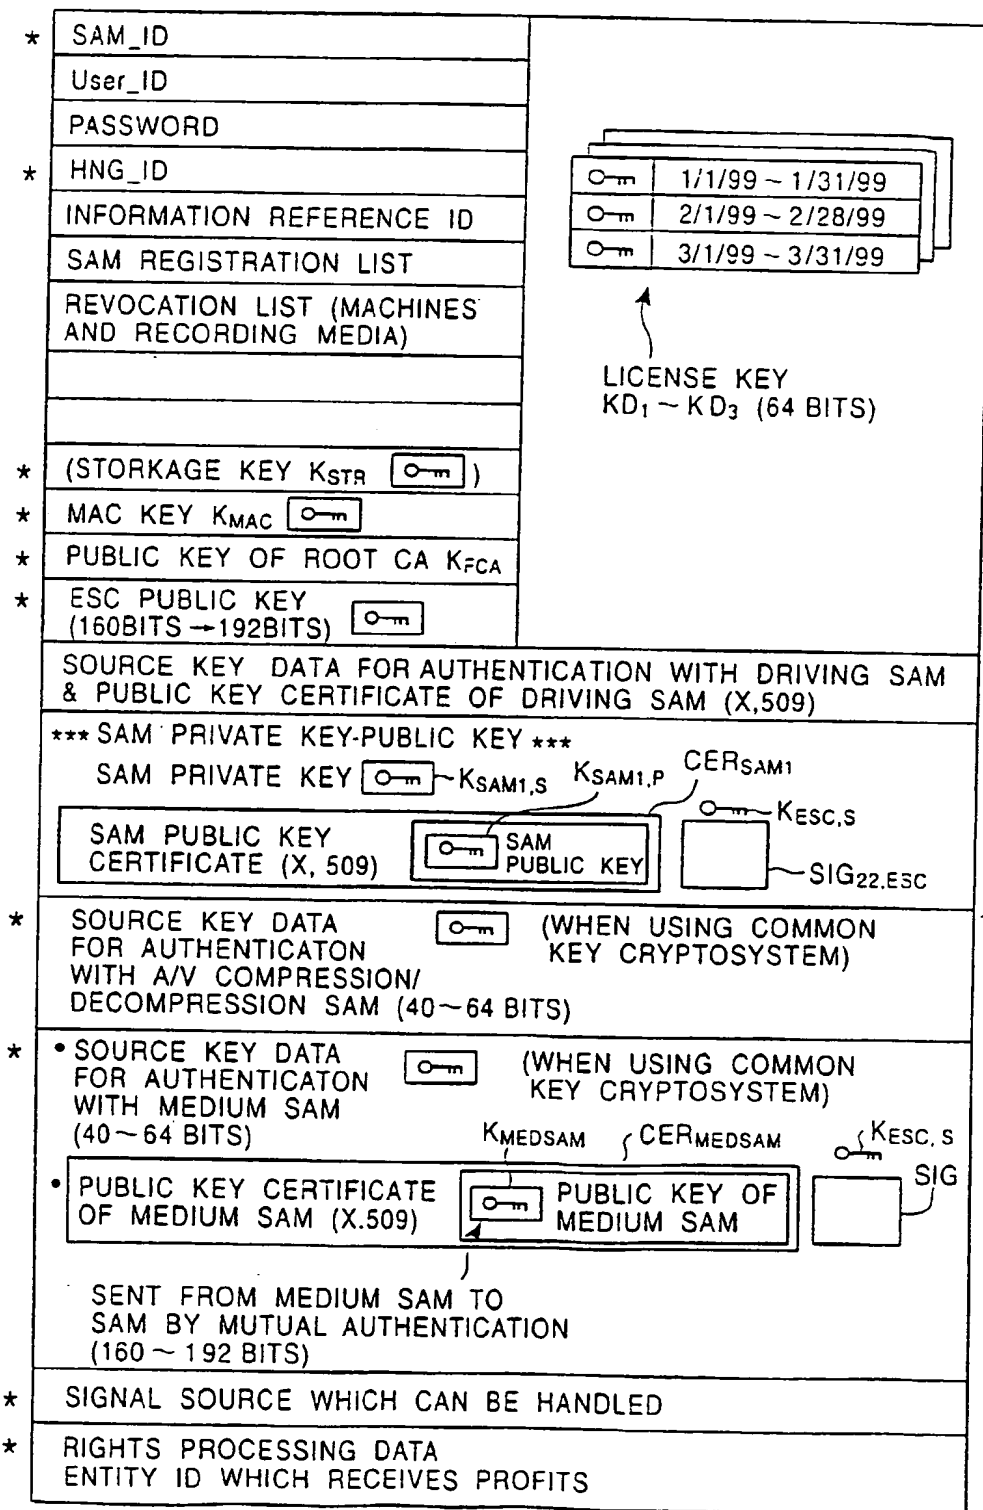 * SAM_ID
User_ID
PASSWORD
* HNG_ID
INFORMATION REFERENCE ID
SAM REGISTRATION LIST
REVOCATION LIST (MACHINES
AND RECORDING MEDIA)
1/1/99 ~ 1/31/99
2/1/99 ~ 2/28/99
3/1/99 ~ 3/31/99
LICENSE KEY
KD1 ~ KD3 (64 BITS)
* (STORKAGE KEY KSTR )
* MAC KEY KMAC
* PUBLIC KEY OF ROOT CA KFCA
* ESC PUBLIC KEY
(160BITS → 192BITS)
SOURCE KEY DATA FOR AUTHENTICATION WITH DRIVING SAM
& PUBLIC KEY CERTIFICATE OF DRIVING SAM (X,509)
*** SAM PRIVATE KEY-PUBLIC KEY ***
SAM PRIVATE KEY ~ KSAM1,S KSAM1,P CERSAM1
KESC,S
SAM PUBLIC KEY
CERTIFICATE (X, 509)
SAM
PUBLIC KEY
SIG22,ESC
* SOURCE KEY DATA
FOR AUTHENTICATON
WITH A/V COMPRESSION/
DECOMPRESSION SAM (40~64 BITS)
(WHEN USING COMMON
KEY CRYPTOSYSTEM)
* • SOURCE KEY DATA
FOR AUTHENTICATON
WITH MEDIUM SAM
(40~64 BITS)
(WHEN USING COMMON
KEY CRYPTOSYSTEM)
KMEDSAM CERMEDSAM KESC, S
SIG
• PUBLIC KEY CERTIFICATE
OF MEDIUM SAM (X.509)
PUBLIC KEY OF
MEDIUM SAM
SENT FROM MEDIUM SAM TO
SAM BY MUTUAL AUTHENTICATION
(160 ~ 192 BITS)
* SIGNAL SOURCE WHICH CAN BE HANDLED
* RIGHTS PROCESSING DATA
ENTITY ID WHICH RECEIVES PROFITS